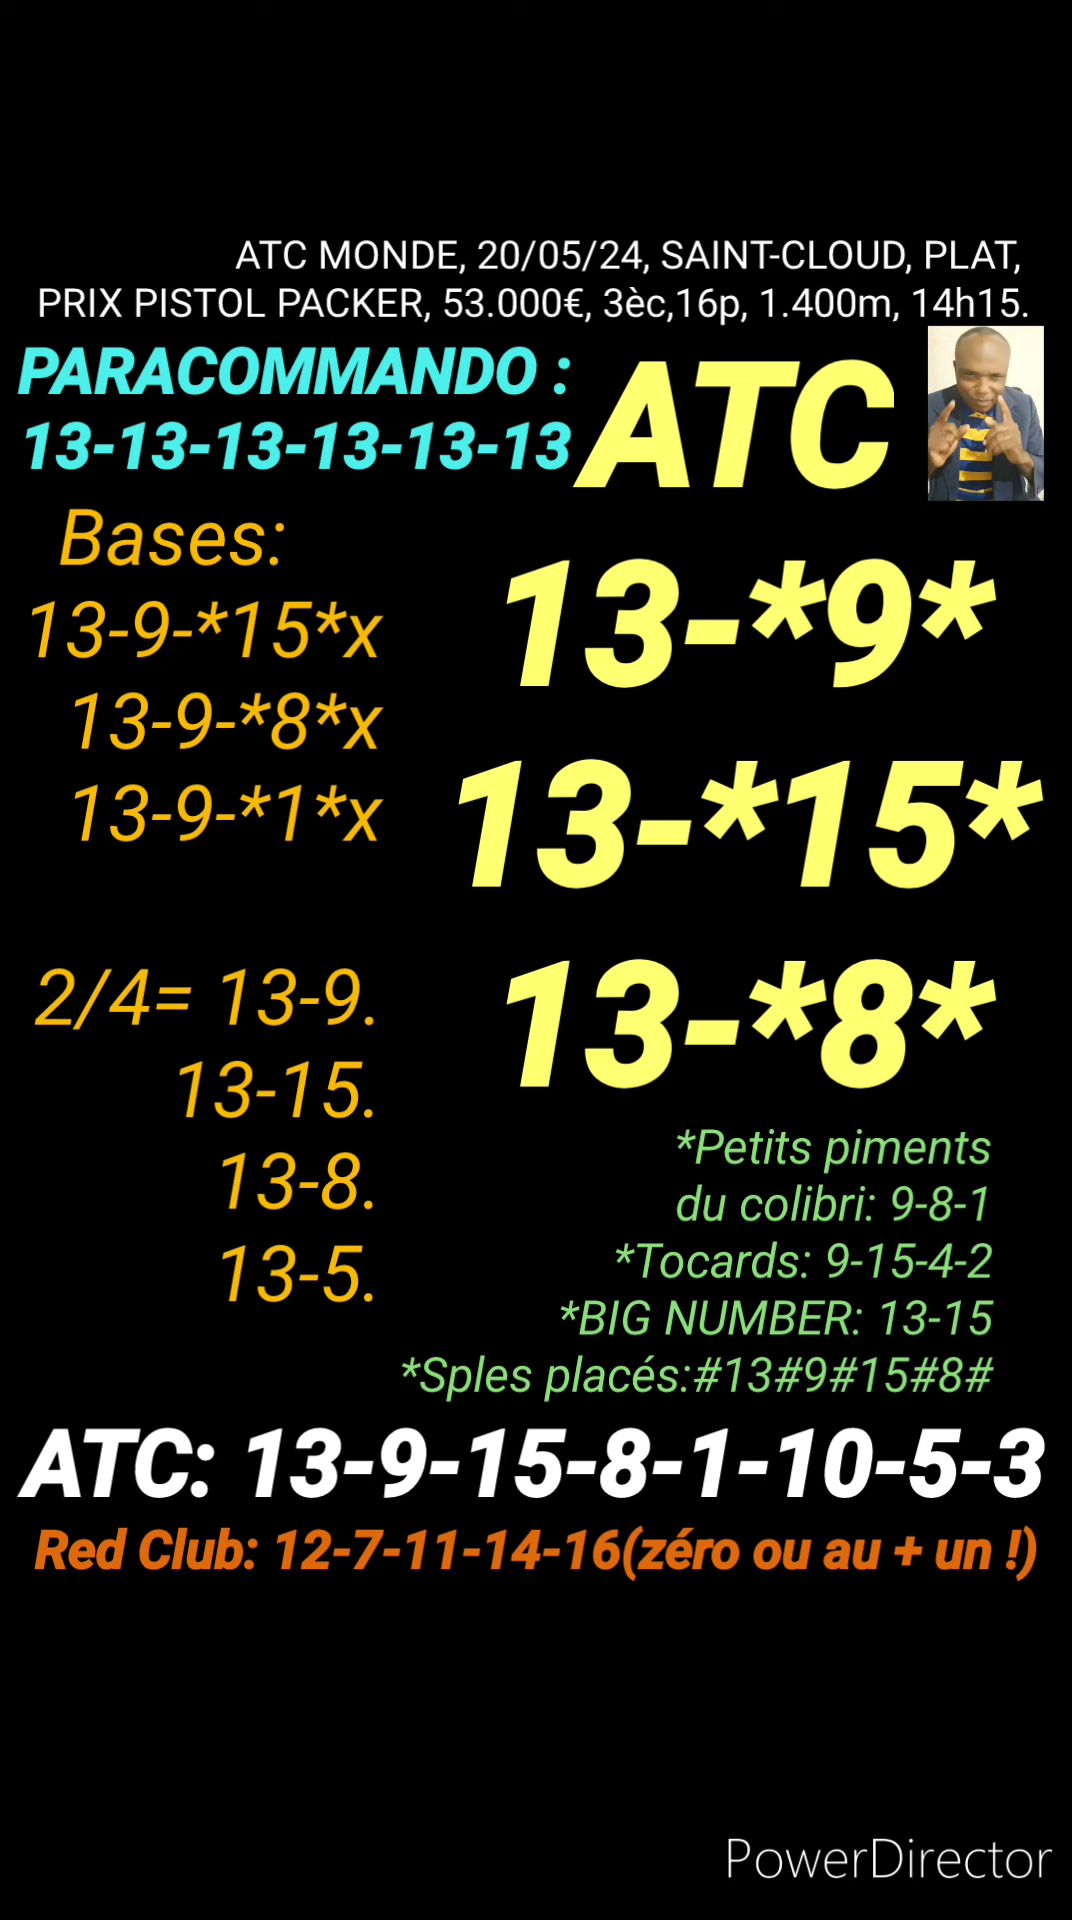 ATC MONDE, 20/05/24, SAINT-CLOUD, PLAT,
PRIX PISTOL PACKER, 53.000€, 3èc,16p, 1.400m, 14h15.
PARACOMMANDO :
13-13-13-13-13-13
ATC
Bases:
13-9-*15*x
13-9-*8*x
13-9-*1*x
13-*9*
13-*15*
13-*8*
2/4= 13-9.
13-15.
13-8.
13-5.
*Petits piments
du colibri: 9-8-1
*Tocards: 9-15-4-2
*BIG NUMBER: 13-15
*Sples placés:#13#9#15#8#
ATC: 13-9-15-8-1-10-5-3
Red Club: 12-7-11-14-16(zéro ou au + un !)
PowerDirector